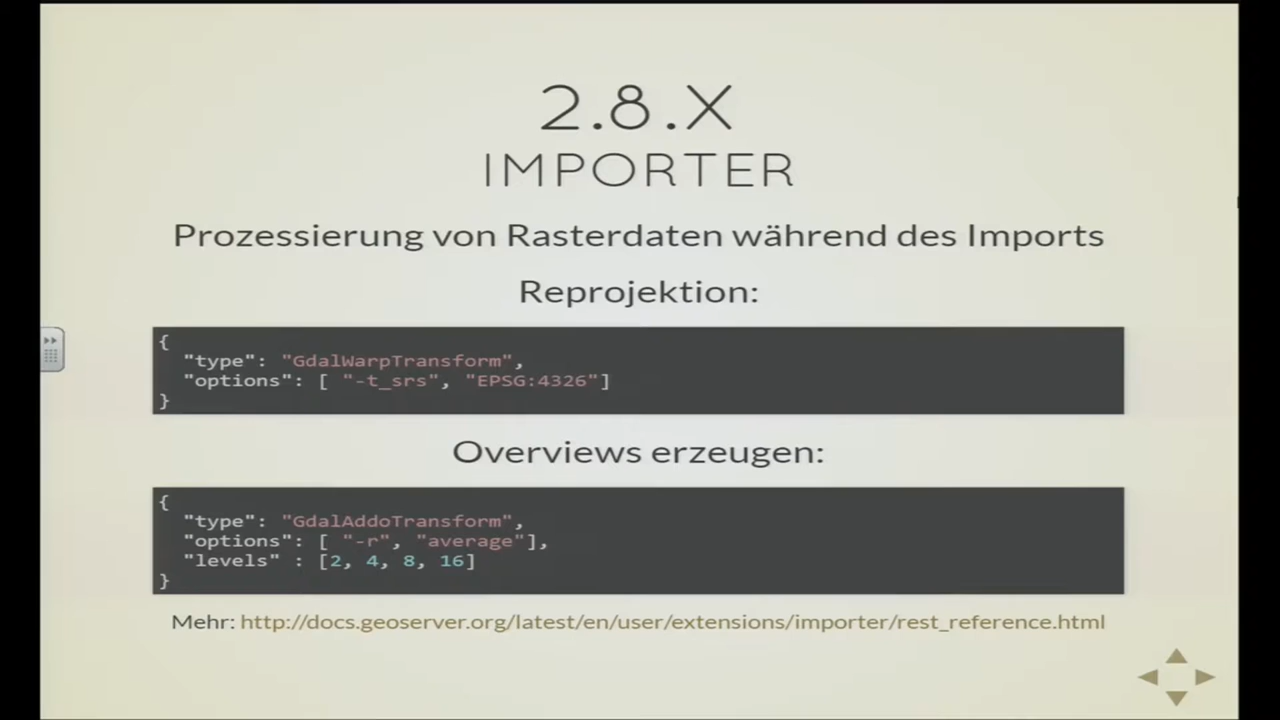 2.8.X
IMPORTER
Prozessierung von Rasterdaten während des Imports
Reprojektion:
{
"type": "GdalWarpTransform",
"options": [ "-t_srs", "EPSG:4326"]
}
Overviews erzeugen:
{
"type": "GdalAddoTransform",
"options": [ "-r", "average"],
"levels" : [2, 4, 8, 16]
}
Mehr: http://docs.geoserver.org/latest/en/user/extensions/importer/rest_reference.html